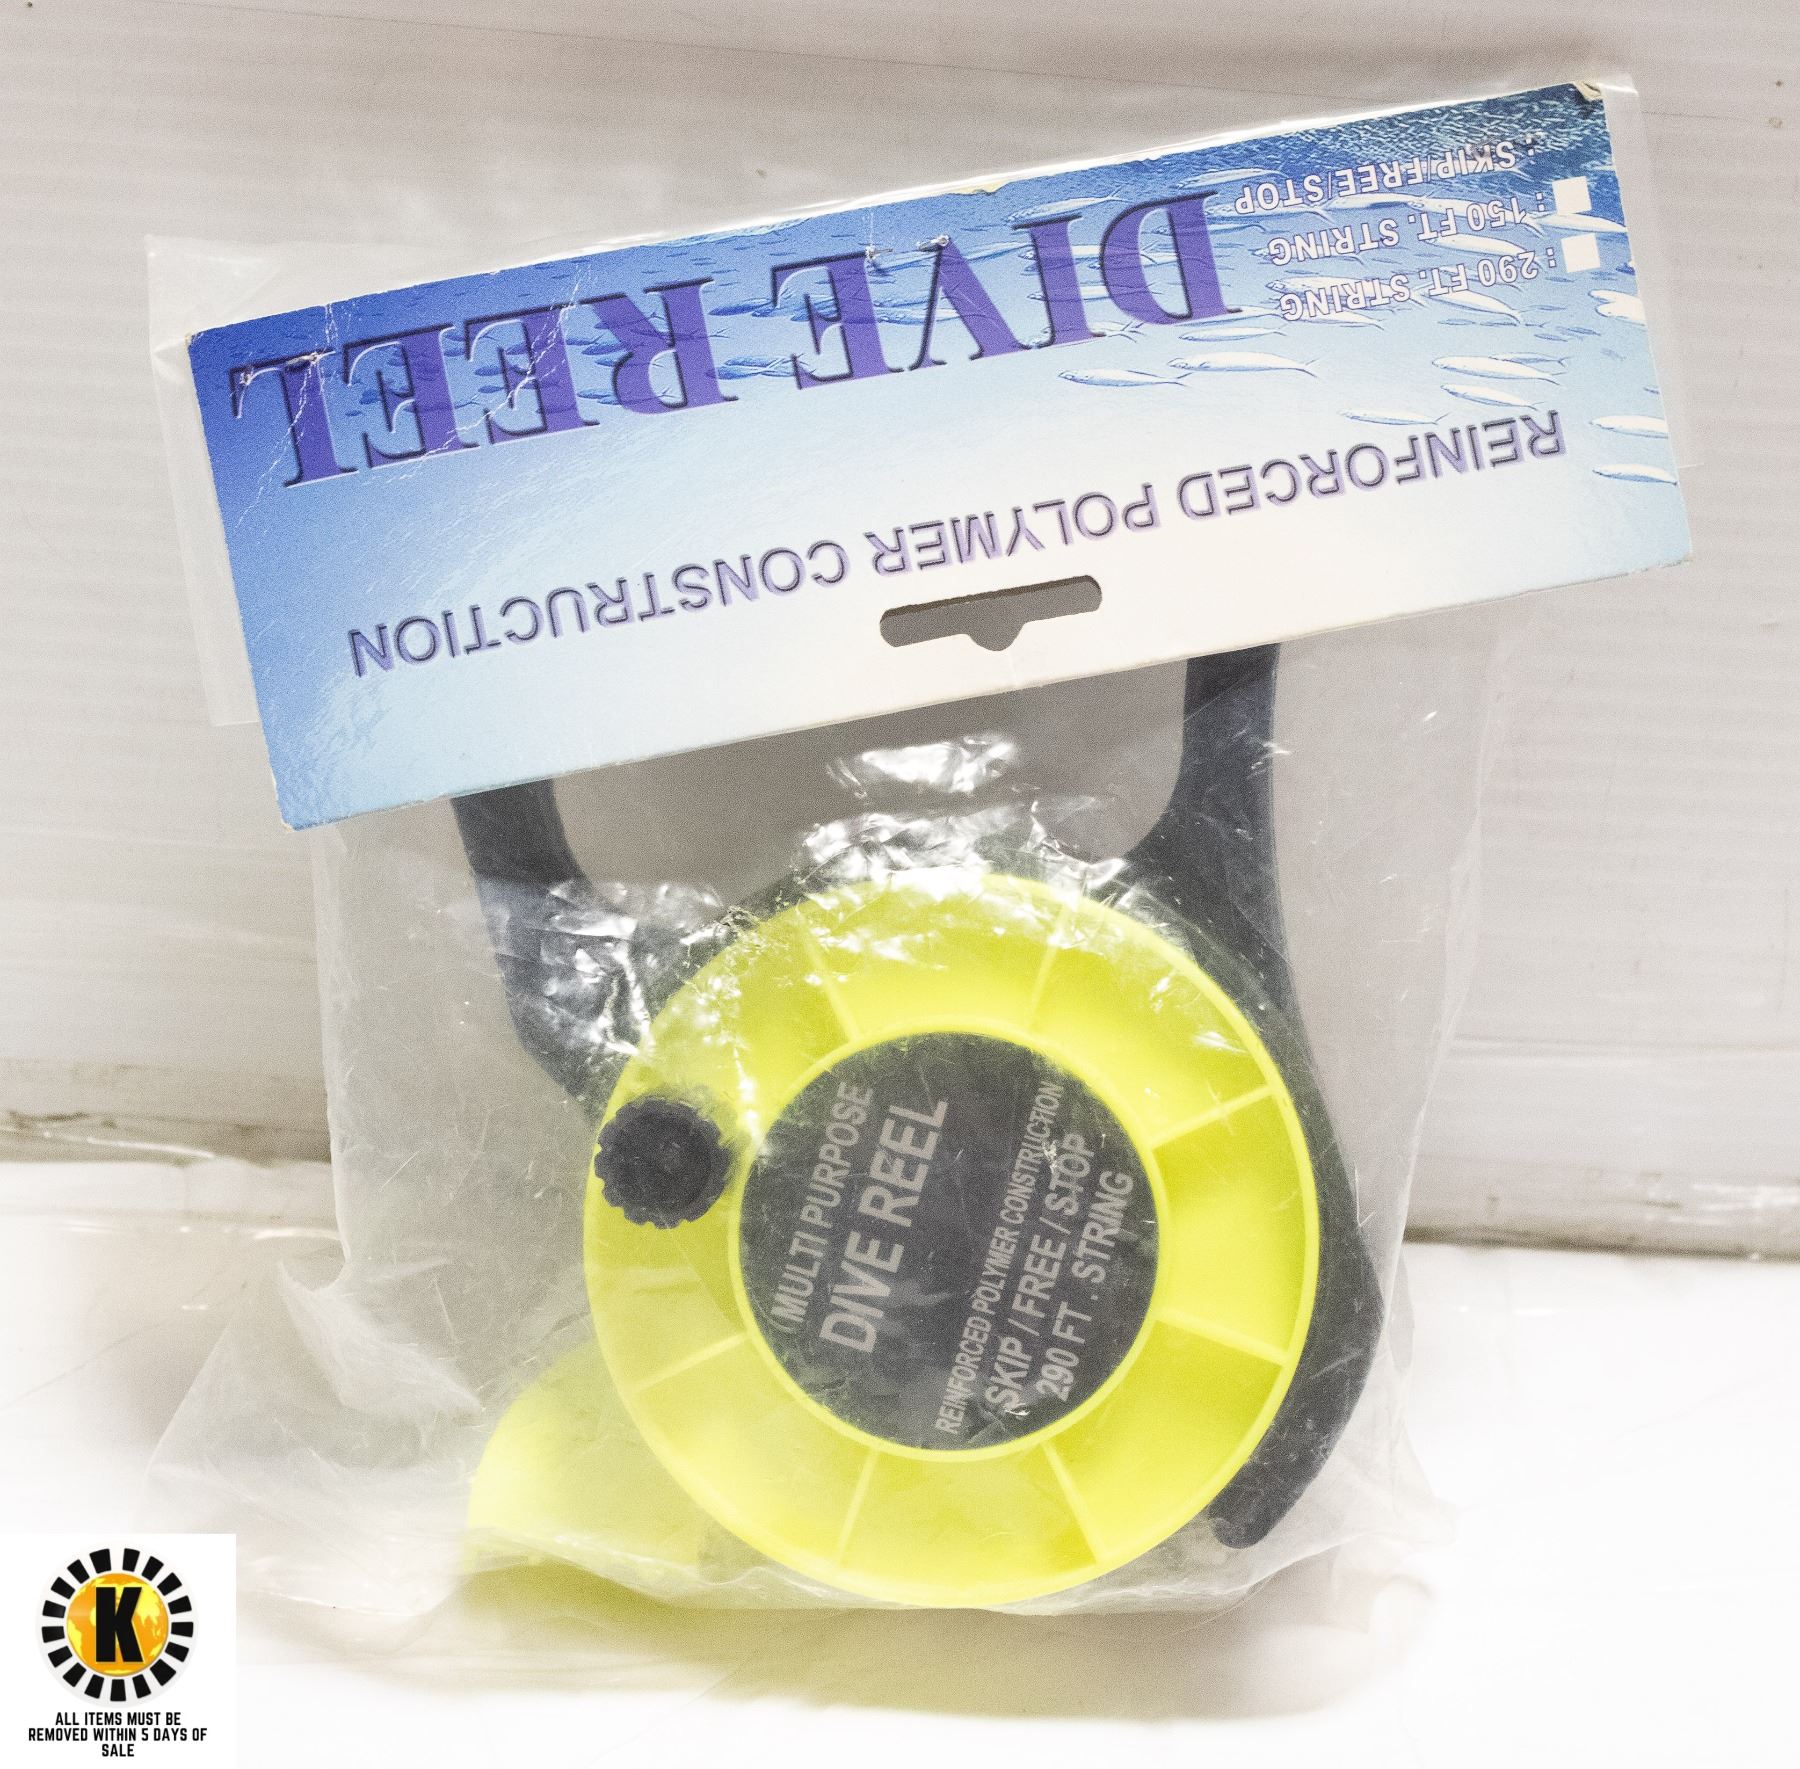 REINFORCED POLYMER CONSTRUCTION
DIVE REEL
: 290 FT. STRING
: 150 FT. STRING
: SKIP/FREE/STOP
MULTI PURPOSE
DIVE REEL
REINFORCED POLYMER CONSTRUCTION
SKIP / FREE / STOP
290 FT . STRING
K
ALL ITEMS MUST BE
REMOVED WITHIN 5 DAYS OF
SALE